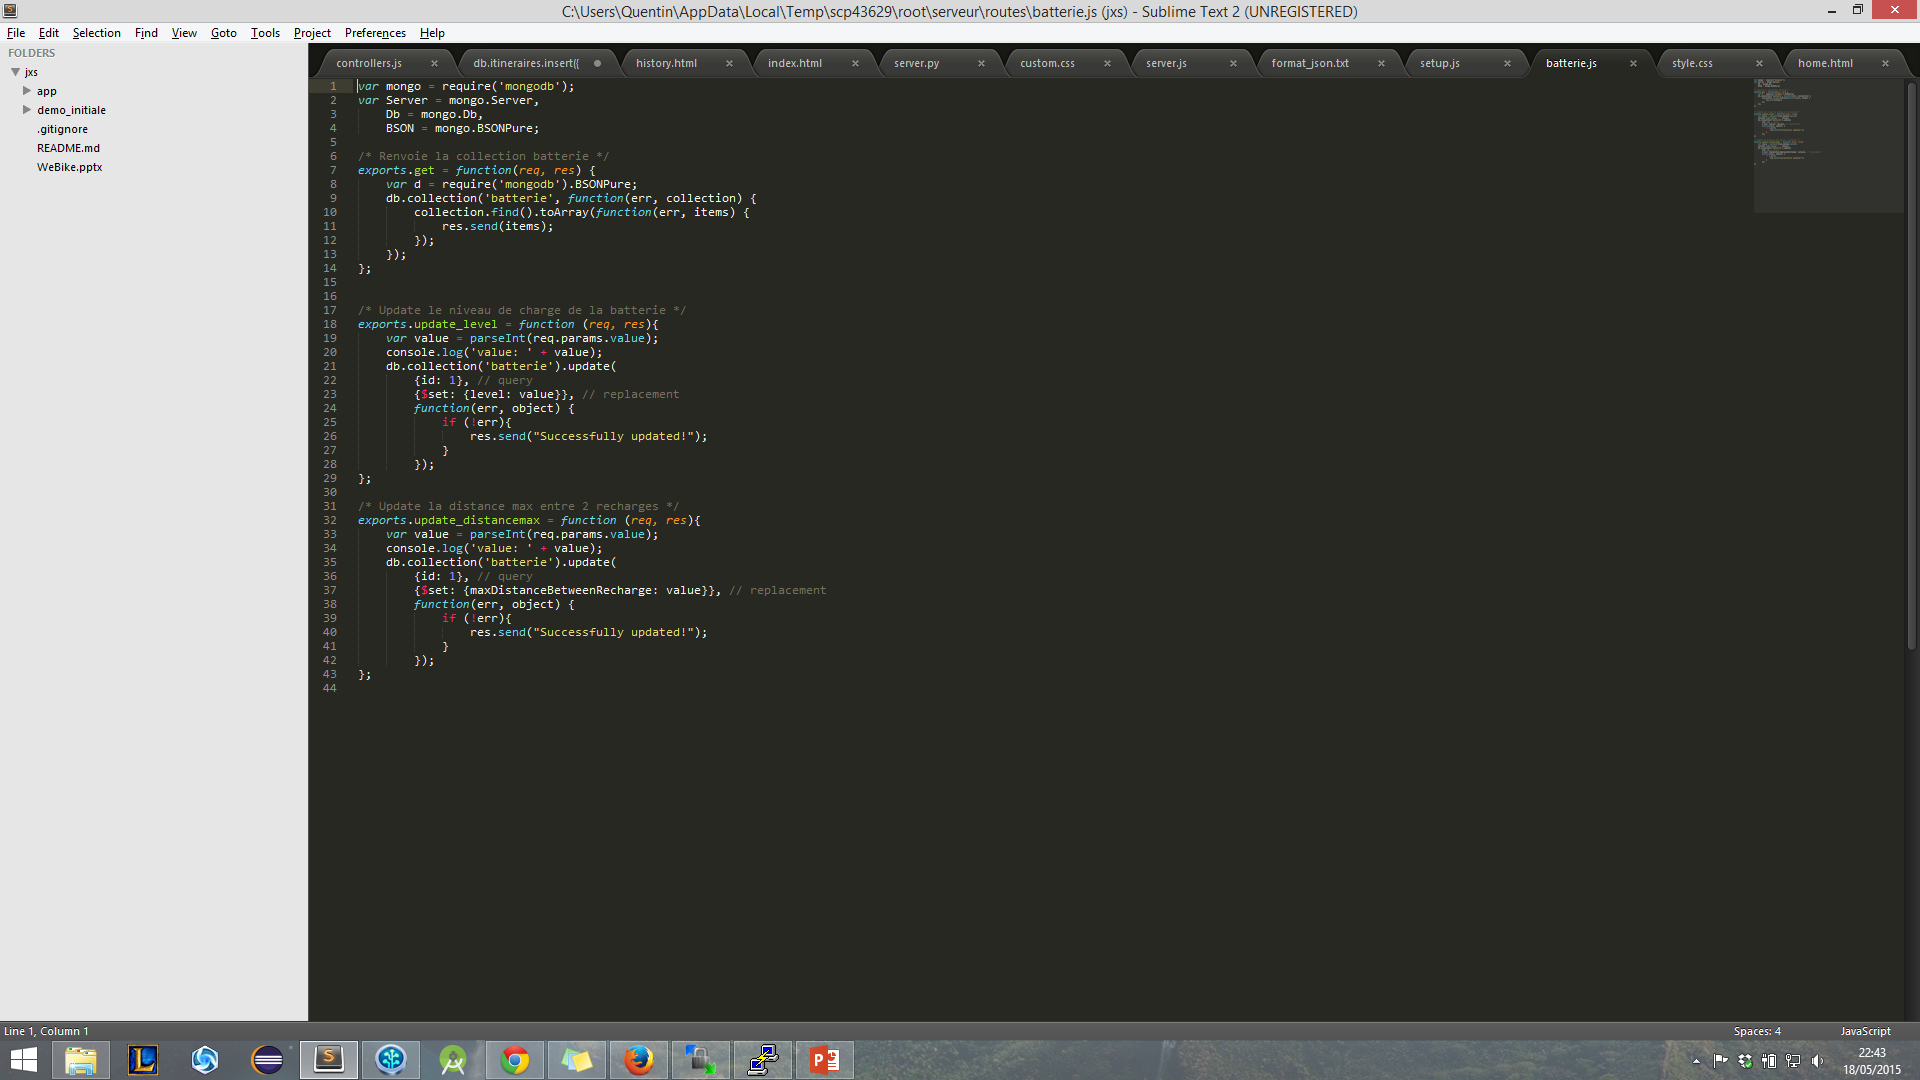 C:\Users\Quentin\AppData\Local\Temp\scp43629\root\serveur\routes\batterie.js (jxs) - Sublime Text 2 (UNREGISTERED)
File Edit Selection Find View Goto Tools Project Preferences Help
FOLDERS
jxs
app
demo_initiale
.gitignore
README.md
WeBike.pptx
controllers.js db.itineraires.insert({ history.html index.html server.py custom.css server.js format_json.txt setup.js batterie.js style.css home.html
1 var mongo = require('mongodb');
2 var Server = mongo.Server,
3 Db = mongo.Db,
4 BSON = mongo.BSONPure;
5
6 /* Renvoie la collection batterie */
7 exports.get = function(req, res) {
8 var d = require('mongodb').BSONPure;
9 db.collection('batterie', function(err, collection) {
10 collection.find().toArray(function(err, items) {
11 res.send(items);
12 });
13 });
14 };
15
16
17 /* Update le niveau de charge de la batterie */
18 exports.update_level = function (req, res){
19 var value = parseInt(req.params.value);
20 console.log('value: ' + value);
21 db.collection('batterie').update(
22 {id: 1}, // query
23 {$set: {level: value}}, // replacement
24 function(err, object) {
25 if (!err){
26 res.send("Successfully updated!");
27 }
28 });
29 };
30
31 /* Update la distance max entre 2 recharges */
32 exports.update_distancemax = function (req, res){
33 var value = parseInt(req.params.value);
34 console.log('value: ' + value);
35 db.collection('batterie').update(
36 {id: 1}, // query
37 {$set: {maxDistanceBetweenRecharge: value}}, // replacement
38 function(err, object) {
39 if (!err){
40 res.send("Successfully updated!");
41 }
42 });
43 };
44
Line 1, Column 1 Spaces: 4 JavaScript
22:43
18/05/2015